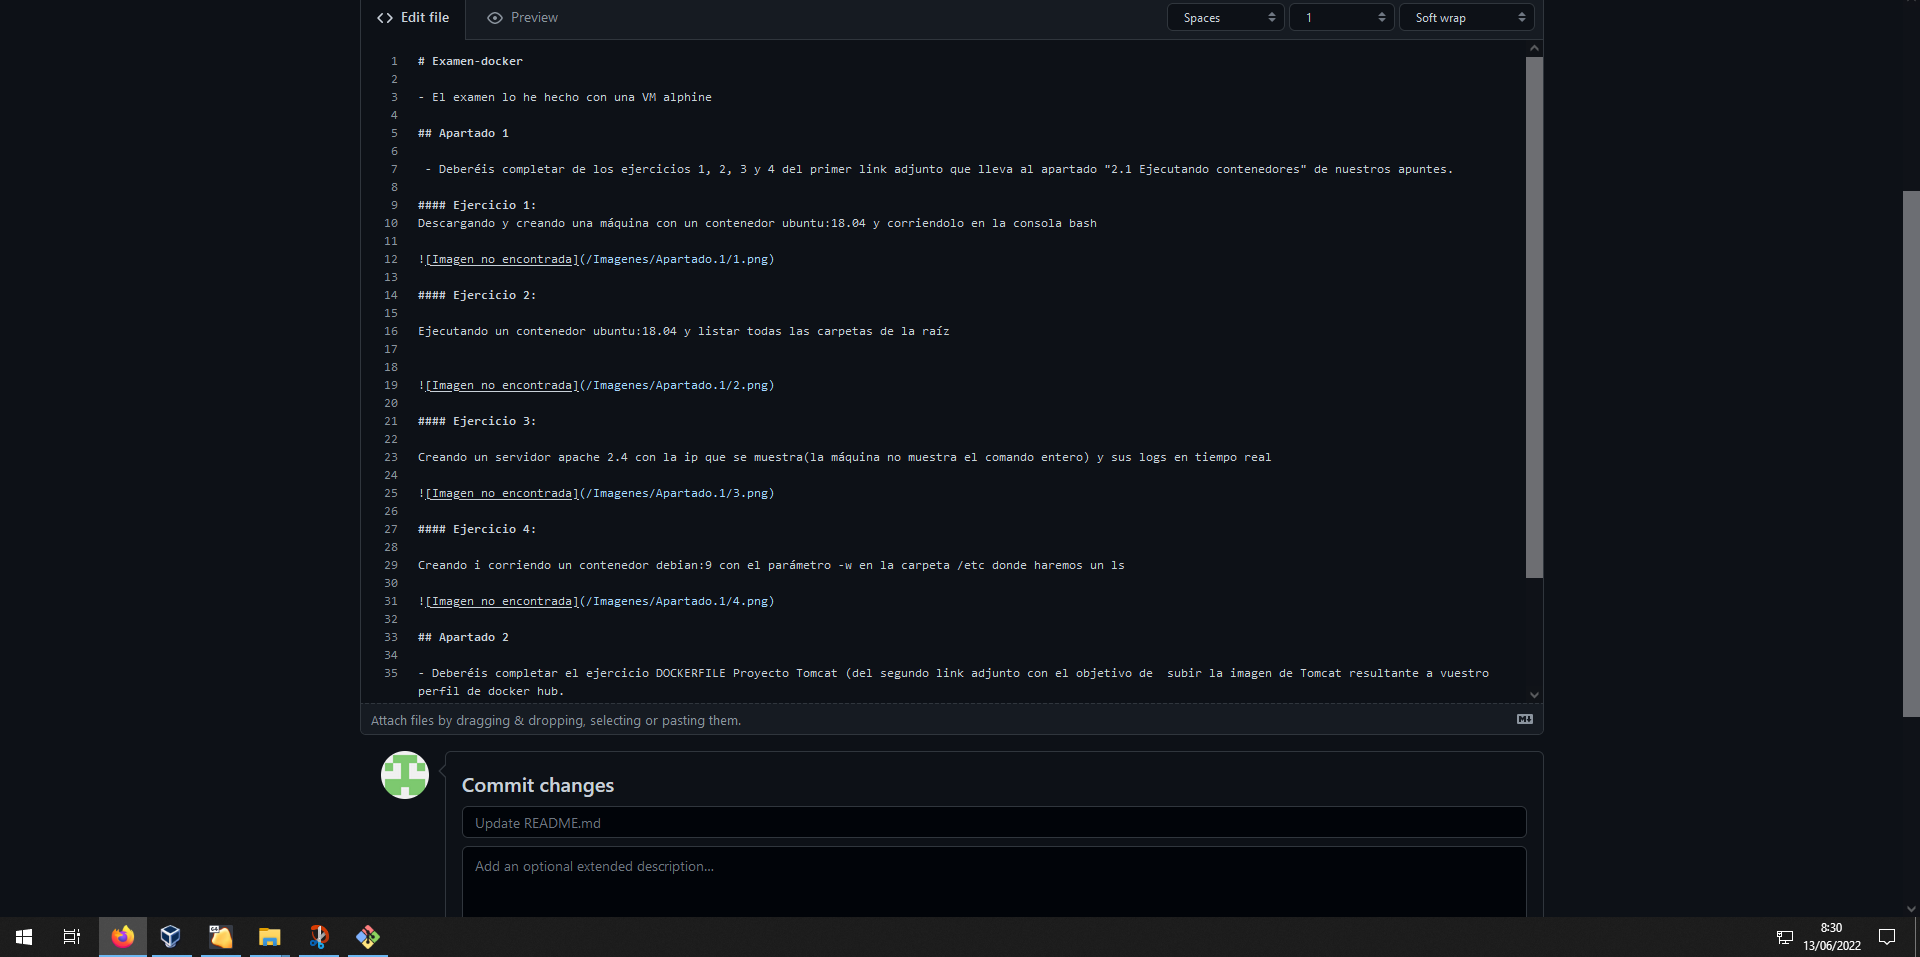 Edit file
Preview
Spaces
1
Soft wrap
1 # Examen-docker
2
3 - El examen lo he hecho con una VM alphine
4
5 ## Apartado 1
6
7 - Deberéis completar de los ejercicios 1, 2, 3 y 4 del primer link adjunto que lleva al apartado "2.1 Ejecutando contenedores" de nuestros apuntes.
8
9 #### Ejercicio 1:
10 Descargando y creando una máquina con un contenedor ubuntu:18.04 y corriendolo en la consola bash
11
12 ![Imagen no encontrada](/Imagenes/Apartado.1/1.png)
13
14 #### Ejercicio 2:
15
16 Ejecutando un contenedor ubuntu:18.04 y listar todas las carpetas de la raíz
17
18
19 ![Imagen no encontrada](/Imagenes/Apartado.1/2.png)
20
21 #### Ejercicio 3:
22
23 Creando un servidor apache 2.4 con la ip que se muestra(la máquina no muestra el comando entero) y sus logs en tiempo real
24
25 ![Imagen no encontrada](/Imagenes/Apartado.1/3.png)
26
27 #### Ejercicio 4:
28
29 Creando i corriendo un contenedor debian:9 con el parámetro -w en la carpeta /etc donde haremos un ls
30
31 ![Imagen no encontrada](/Imagenes/Apartado.1/4.png)
32
33 ## Apartado 2
34
35 - Deberéis completar el ejercicio DOCKERFILE Proyecto Tomcat (del segundo link adjunto con el objetivo de  subir la imagen de Tomcat resultante a vuestro
perfil de docker hub.
Attach files by dragging & dropping, selecting or pasting them.
Commit changes
Update README.md
Add an optional extended description...
64
8:30
13/06/2022